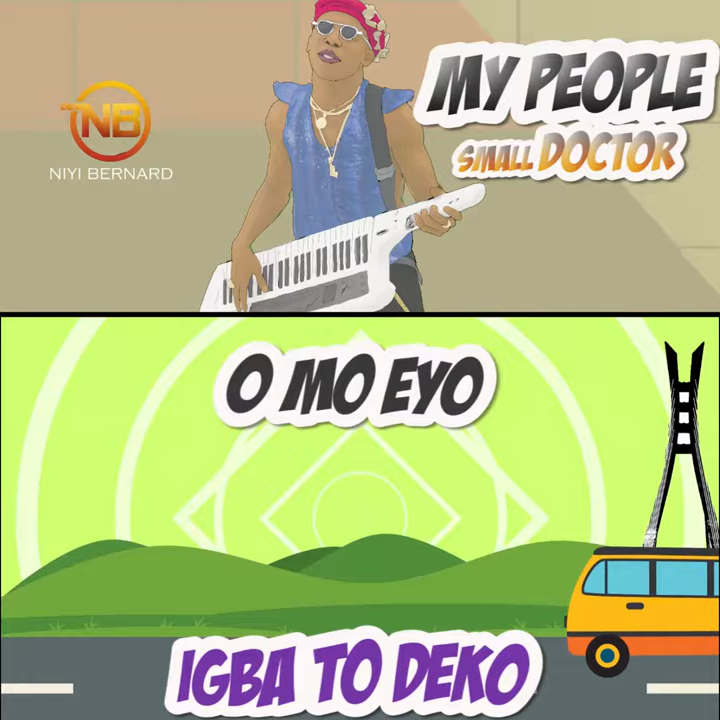 MY PEOPLE
SMALL DOCTOR
NB
NIYI BERNARD
O MO EYO
IGBA TO DEKO